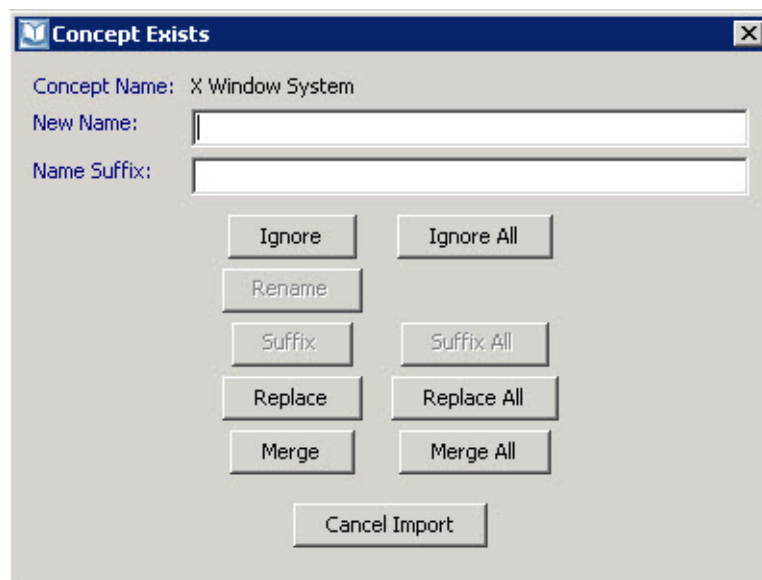 Concept Exists
Concept Name: X Window System
New Name:
Name Suffix:
Ignore Ignore All
Rename
Suffix Suffix All
Replace Replace All
Merge Merge All
Cancel Import